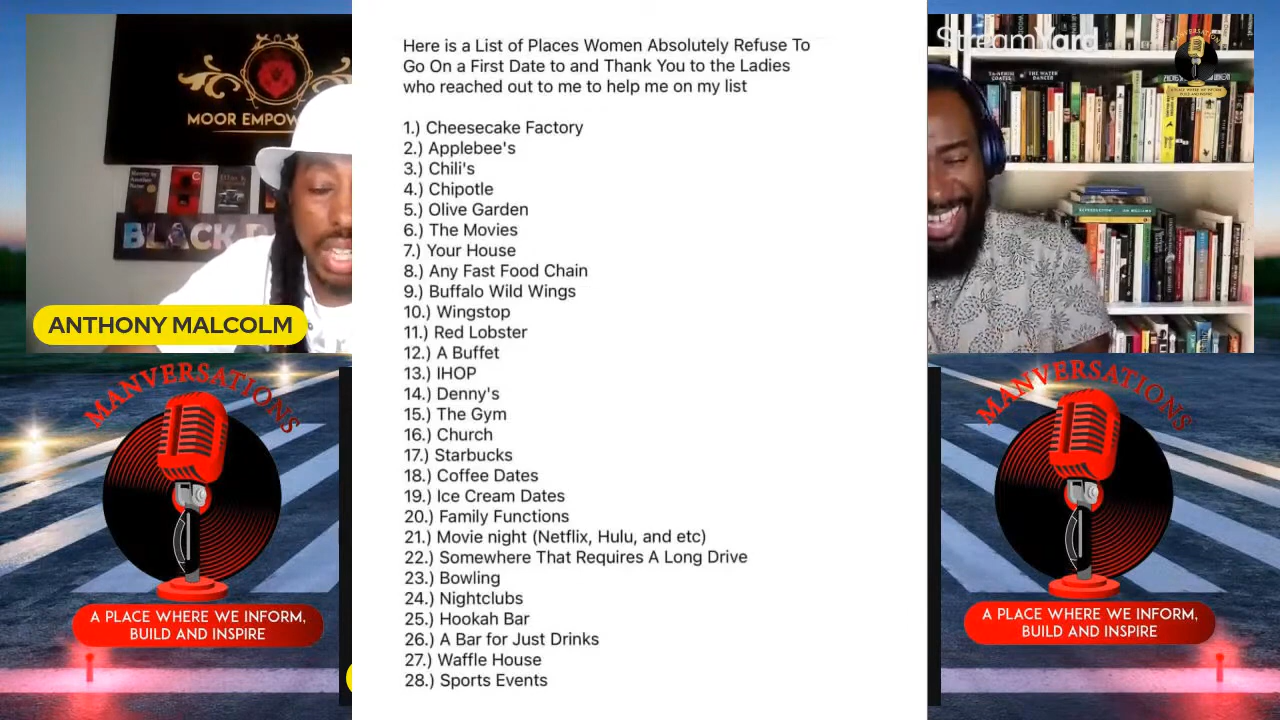 MOOR EMPOW
BLACK
ANTHONY MALCOLM
Here is a List of Places Women Absolutely Refuse To
Go On a First Date to and Thank You to the Ladies
who reached out to me to help me on my list
1.) Cheesecake Factory
2.) Applebee's
3.) Chili's
4.) Chipotle
5.) Olive Garden
6.) The Movies
7.) Your House
8.) Any Fast Food Chain
9.) Buffalo Wild Wings
10.) Wingstop
11.) Red Lobster
12.) A Buffet
13.) IHOP
14.) Denny's
15.) The Gym
16.) Church
17.) Starbucks
18.) Coffee Dates
19.) Ice Cream Dates
20.) Family Functions
21.) Movie night (Netflix, Hulu, and etc)
22.) Somewhere That Requires A Long Drive
23.) Bowling
24.) Nightclubs
25.) Hookah Bar
26.) A Bar for Just Drinks
27.) Waffle House
28.) Sports Events
StreamYard
MANVERSATIONS
A PLACE WHERE WE INFORM,
BUILD AND INSPIRE
MANVERSATIONS
A PLACE WHERE WE INFORM,
BUILD AND INSPIRE